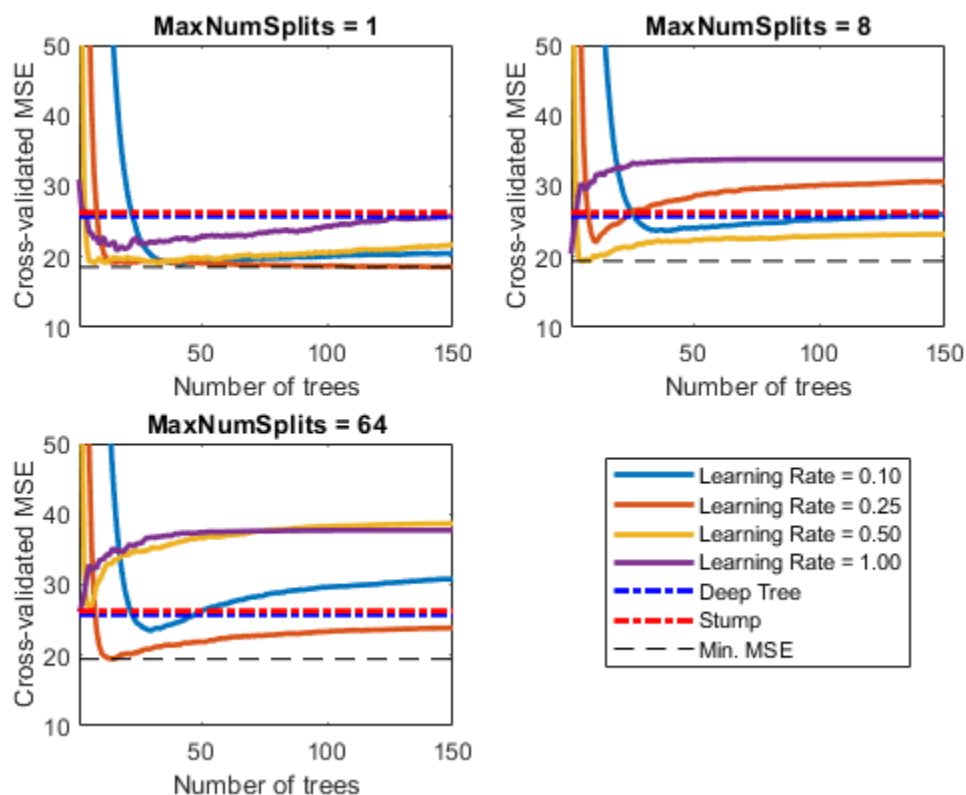 MaxNumSplits = 1
50
40
30
20
10
Cross-validated MSE
50 100 150
Number of trees
MaxNumSplits = 8
50
40
30
20
10
Cross-validated MSE
50 100 150
Number of trees
MaxNumSplits = 64
50
40
30
20
10
Cross-validated MSE
50 100 150
Number of trees
Learning Rate = 0.10
Learning Rate = 0.25
Learning Rate = 0.50
Learning Rate = 1.00
Deep Tree
Stump
Min. MSE